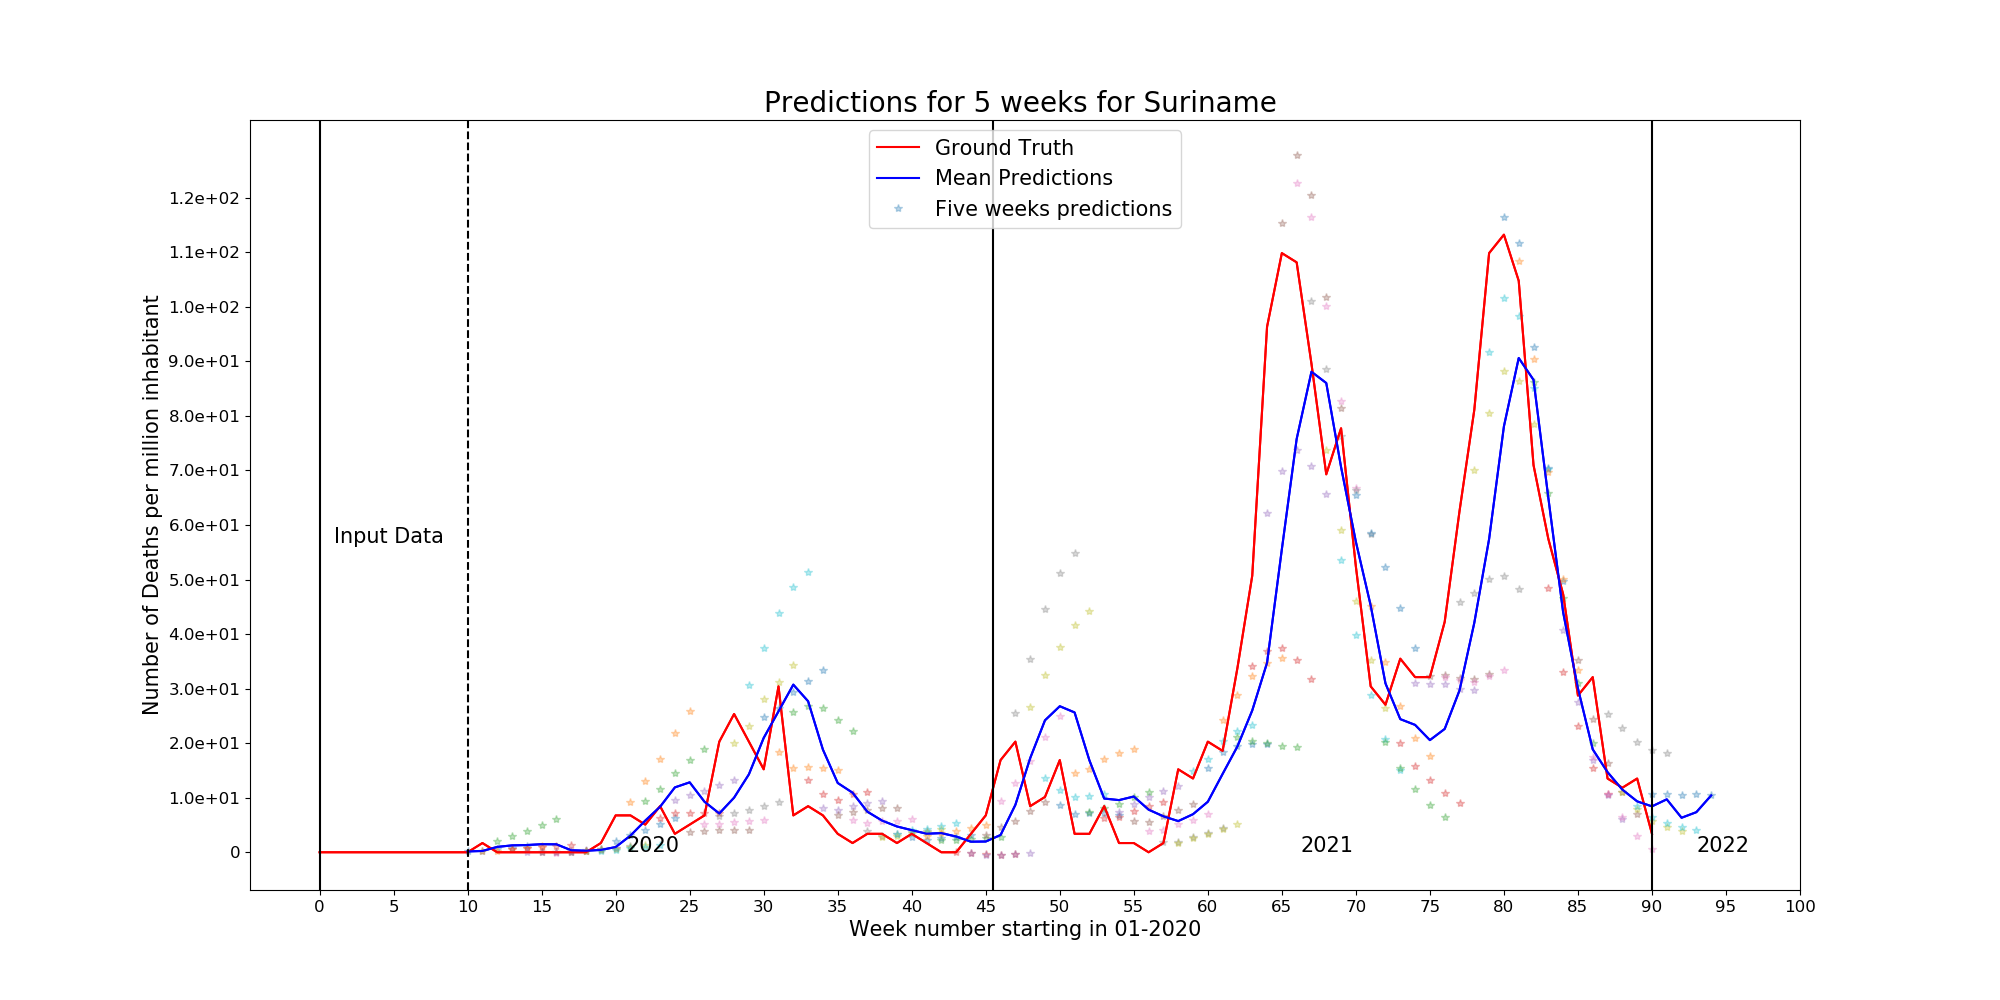 Predictions for 5 weeks for Suriname
Ground Truth
Mean Predictions
Five weeks predictions
Number of Deaths per million inhabitant
1.2e+02
1.1e+02
1.0e+02
9.0e+01
8.0e+01
7.0e+01
6.0e+01
5.0e+01
4.0e+01
3.0e+01
2.0e+01
1.0e+01
0
Input Data
2020
2021
2022
0 5 10 15 20 25 30 35 40 45 50 55 60 65 70 75 80 85 90 95 100
Week number starting in 01-2020